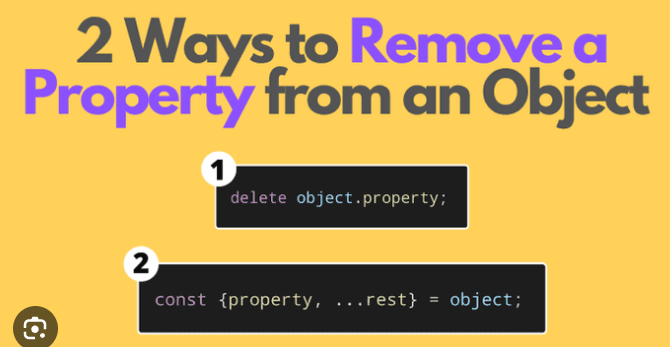 2 Ways to Remove a
Property from an Object
1
delete object.property;
2
const {property, ...rest} = object;